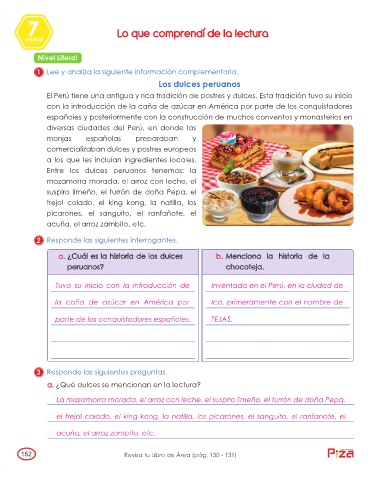 7
Lo que comprendí de la lectura
Nivel Literal
1 Lee y analiza la siguiente información complementaria.
Los dulces peruanos
El Perú tiene una antigua y rica tradición de postres y dulces. Esta tradición tuvo su inicio
con la introducción de la caña de azúcar en América por parte de los conquistadores
españoles y posteriormente con la construcción de muchos conventos y monasterios en
diversas ciudades del Perú, en donde las
monjas españolas preparaban y
comercializaban dulces y postres europeos
a los que les incluían ingredientes locales.
Entre los dulces peruanos tenemos: la
mazamorra morada, el arroz con leche, el
suspiro limeño, el turrón de doña Pepa, el
frejol colado, el king kong, la natilla, los
picarones, el sanguito, el ranfañote, el
acuña, el arroz zambito, etc.
2 Responde las siguientes interrogantes.
a. ¿Cuál es la historia de los dulces
peruanos?
Tuvo su inicio con la introducción de
la caña de azúcar en América por
parte de los conquistadores españoles.
b. Menciona la historia de la
chocoteja.
Inventada en el Perú, en la ciudad de
Ica, primeramente con el nombre de
TEJAS.
3 Responde las siguientes preguntas.
a. ¿Qué dulces se mencionan en la lectura?
La mazamorra morada, el arroz con leche, el suspiro limeño, el turrón de doña Pepa,
el frejol colado, el king kong, la natilla, los picarones, el sanguito, el ranfañote, el
acuña, el arroz zambito, etc.
152
Revisa tu Libro de Área (pág. 130 - 131)
Piza